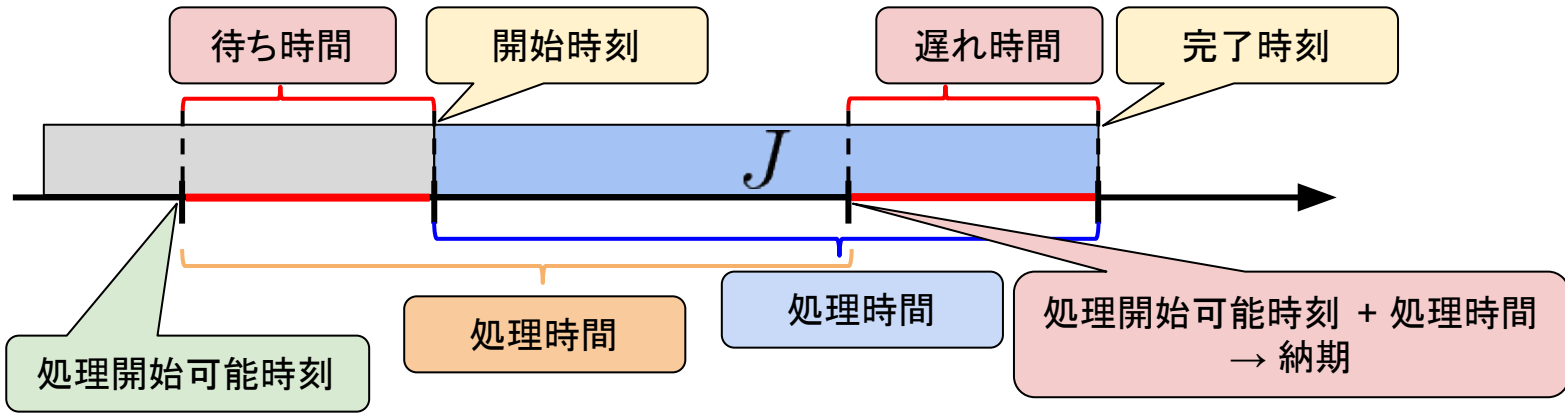 待ち時間
開始時刻
遅れ時間
完了時刻
J
処理開始可能時刻
処理時間
処理時間
処理開始可能時刻 + 処理時間
→ 納期